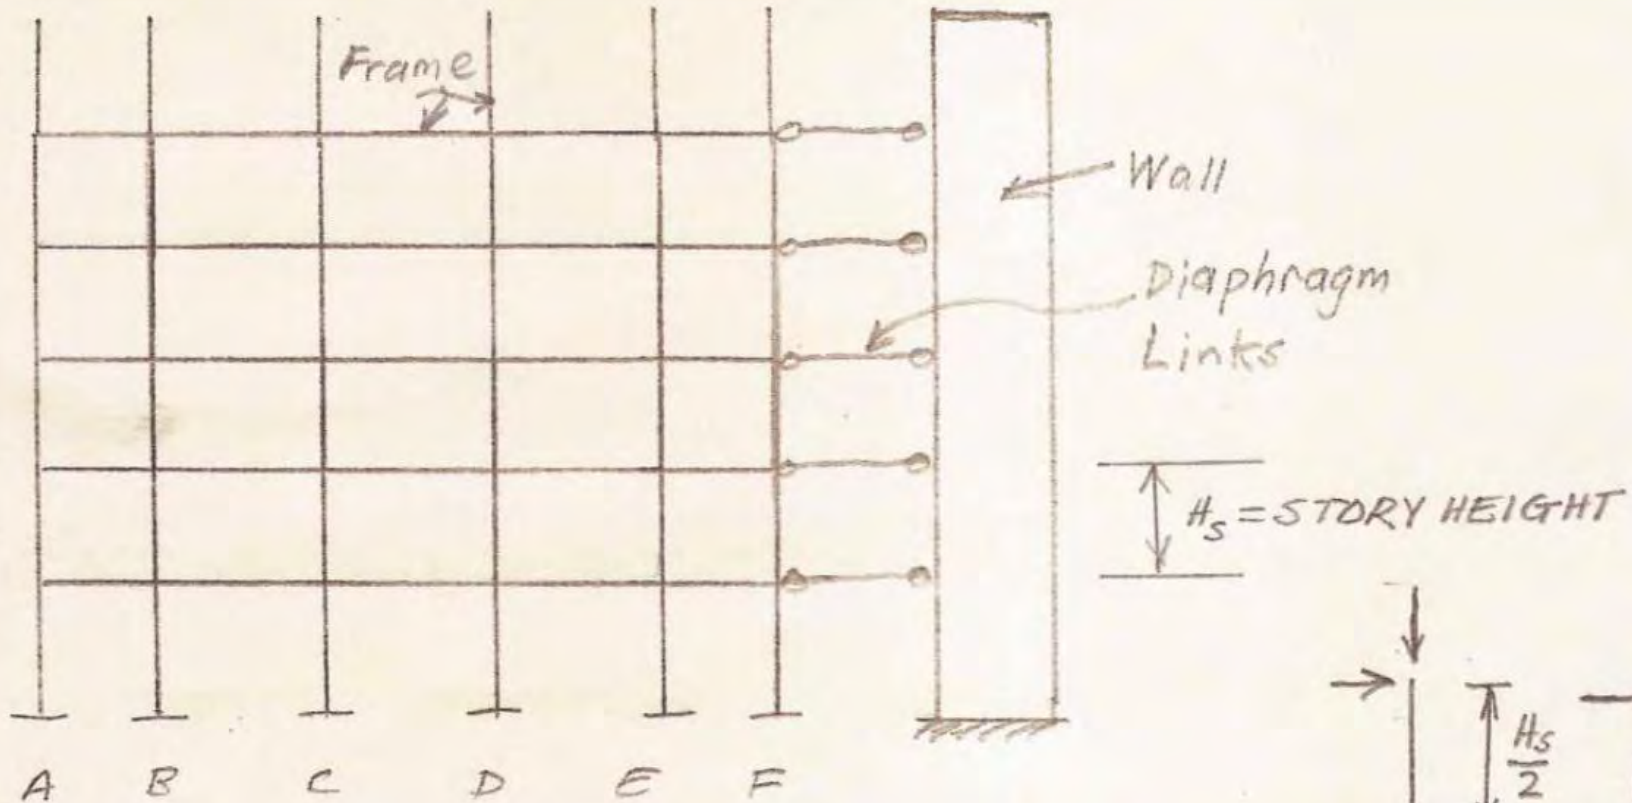 Frame
Wall
Diaphragm
Links
H_s = STORY HEIGHT
H_s
2
A B C D E F